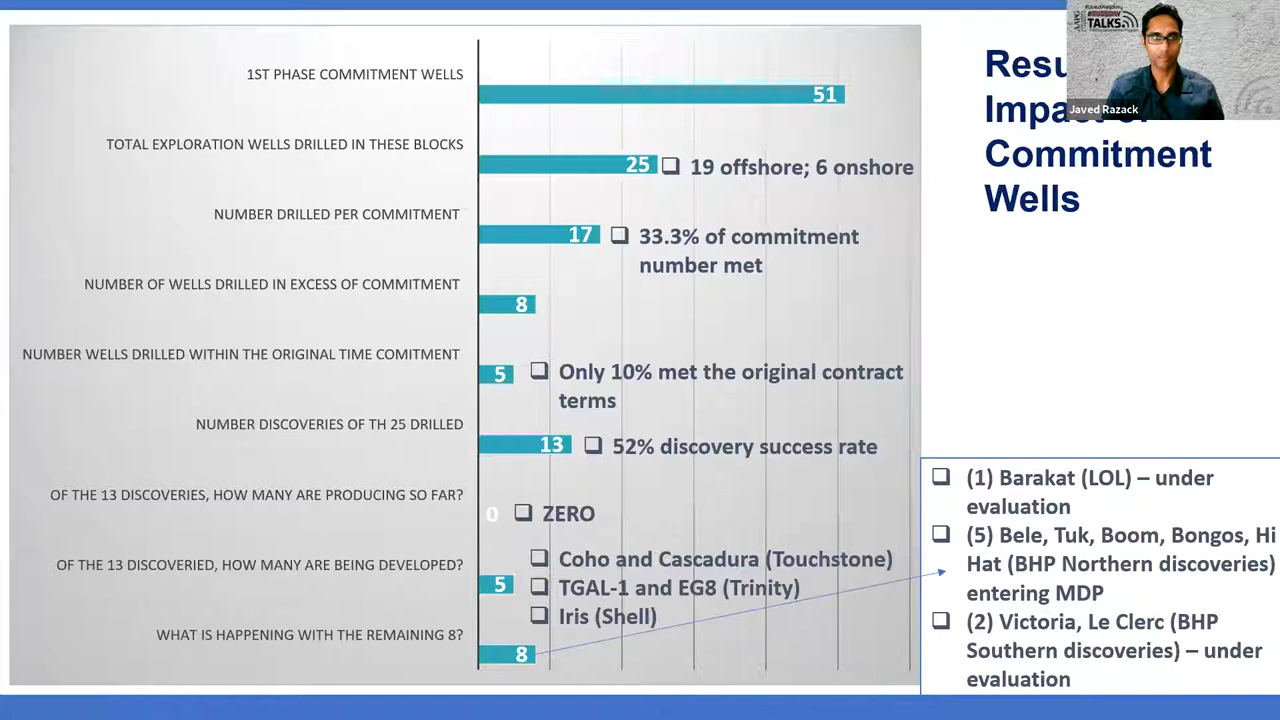 1ST PHASE COMMITMENT WELLS
51
TOTAL EXPLORATION WELLS DRILLED IN THESE BLOCKS
25
❑ 19 offshore; 6 onshore
NUMBER DRILLED PER COMMITMENT
17
❑ 33.3% of commitment
number met
NUMBER OF WELLS DRILLED IN EXCESS OF COMMITMENT
8
NUMBER WELLS DRILLED WITHIN THE ORIGINAL TIME COMITMENT
5
❑ Only 10% met the original contract
terms
NUMBER DISCOVERIES OF TH 25 DRILLED
13
❑ 52% discovery success rate
OF THE 13 DISCOVERIES, HOW MANY ARE PRODUCING SO FAR?
0
❑ ZERO
OF THE 13 DISCOVERIED, HOW MANY ARE BEING DEVELOPED?
5
❑ Coho and Cascadura (Touchstone)
❑ TGAL-1 and EG8 (Trinity)
❑ Iris (Shell)
WHAT IS HAPPENING WITH THE REMAINING 8?
8
Commitment
Wells
AAPG
TALKS
Javed Razack
❑ (1) Barakat (LOL) – under
evaluation
❑ (5) Bele, Tuk, Boom, Bongos, Hi
Hat (BHP Northern discoveries)
entering MDP
❑ (2) Victoria, Le Clerc (BHP
Southern discoveries) – under
evaluation